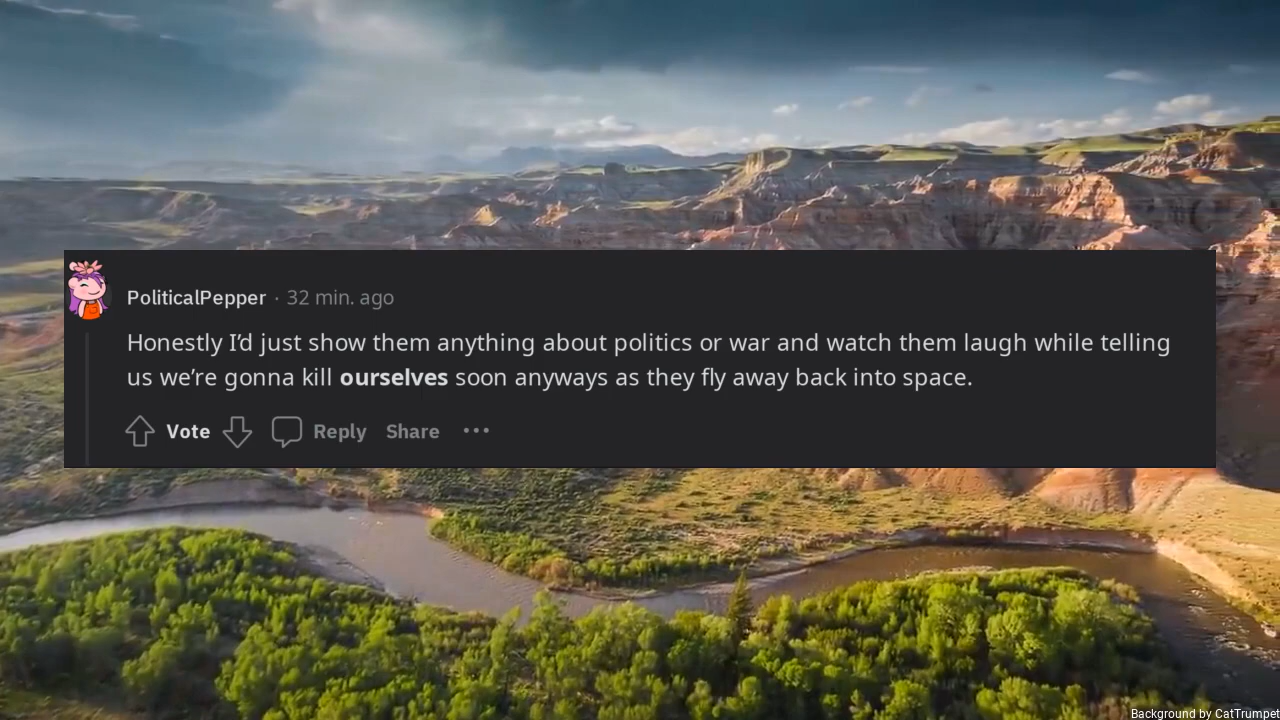 PoliticalPepper · 32 min. ago
Honestly I’d just show them anything about politics or war and watch them laugh while telling
us we’re gonna kill ourselves soon anyways as they fly away back into space.
Vote Reply Share ···
Background by CatTrumpet